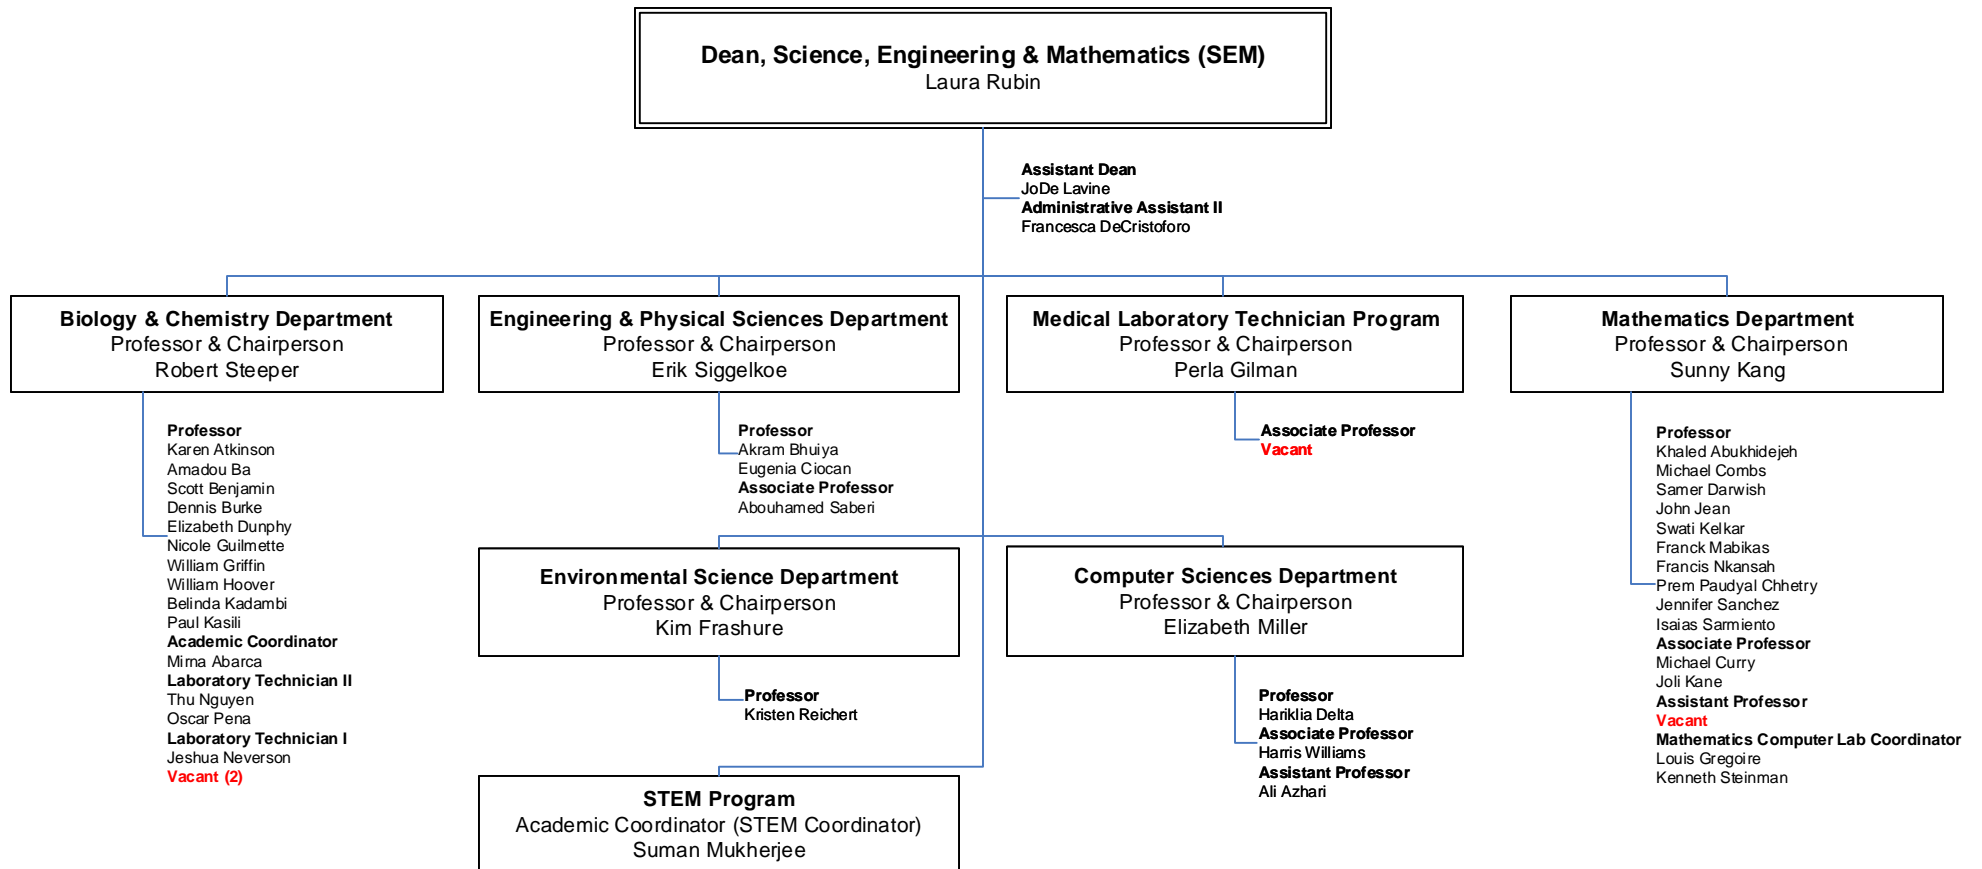 Dean, Science, Engineering & Mathematics (SEM)
Laura Rubin
Assistant Dean
JoDe Lavine
Administrative Assistant II
Francesca DeCristoforo
Biology & Chemistry Department
Professor & Chairperson
Robert Steeper
Engineering & Physical Sciences Department
Professor & Chairperson
Erik Siggelkoe
Medical Laboratory Technician Program
Professor & Chairperson
Perla Gilman
Mathematics Department
Professor & Chairperson
Sunny Kang
Professor
Karen Atkinson
Amadou Ba
Scott Benjamin
Dennis Burke
Elizabeth Dunphy
Nicole Guilmette
William Griffin
William Hoover
Belinda Kadambi
Paul Kasili
Academic Coordinator
Mirna Abarca
Laboratory Technician II
Thu Nguyen
Oscar Pena
Laboratory Technician I
Jeshua Neverson
Vacant (2)
Professor
Akram Bhuiya
Eugenia Ciocan
Associate Professor
Abouhamed Saberi
Associate Professor
Vacant
Professor
Khaled Abukhidejeh
Michael Combs
Samer Darwish
John Jean
Swati Kelkar
Franck Mabikas
Francis Nkansah
Prem Paudyal Chhetry
Jennifer Sanchez
Isaias Sarmiento
Associate Professor
Michael Curry
Joli Kane
Assistant Professor
Vacant
Mathematics Computer Lab Coordinator
Louis Gregoire
Kenneth Steinman
Environmental Science Department
Professor & Chairperson
Kim Frashure
Computer Sciences Department
Professor & Chairperson
Elizabeth Miller
Professor
Kristen Reichert
Professor
Hariklia Delta
Associate Professor
Harris Williams
Assistant Professor
Ali Azhari
STEM Program
Academic Coordinator (STEM Coordinator)
Suman Mukherjee